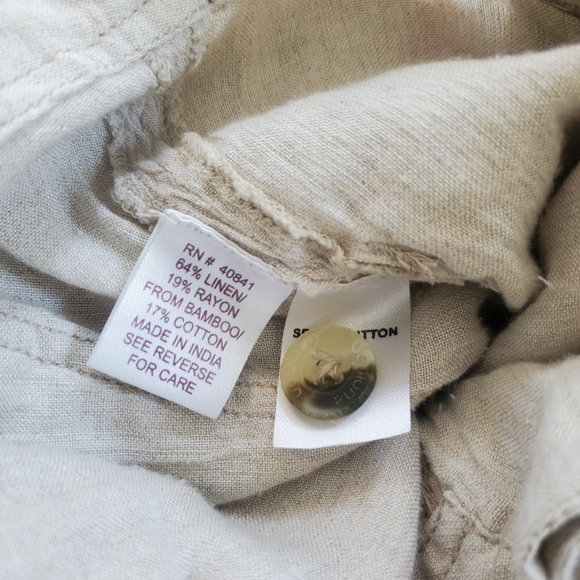 RN # 40841
64% LINEN/
19% RAYON
FROM BAMBOO/
17% COTTON
MADE IN INDIA
SEE REVERSE
FOR CARE